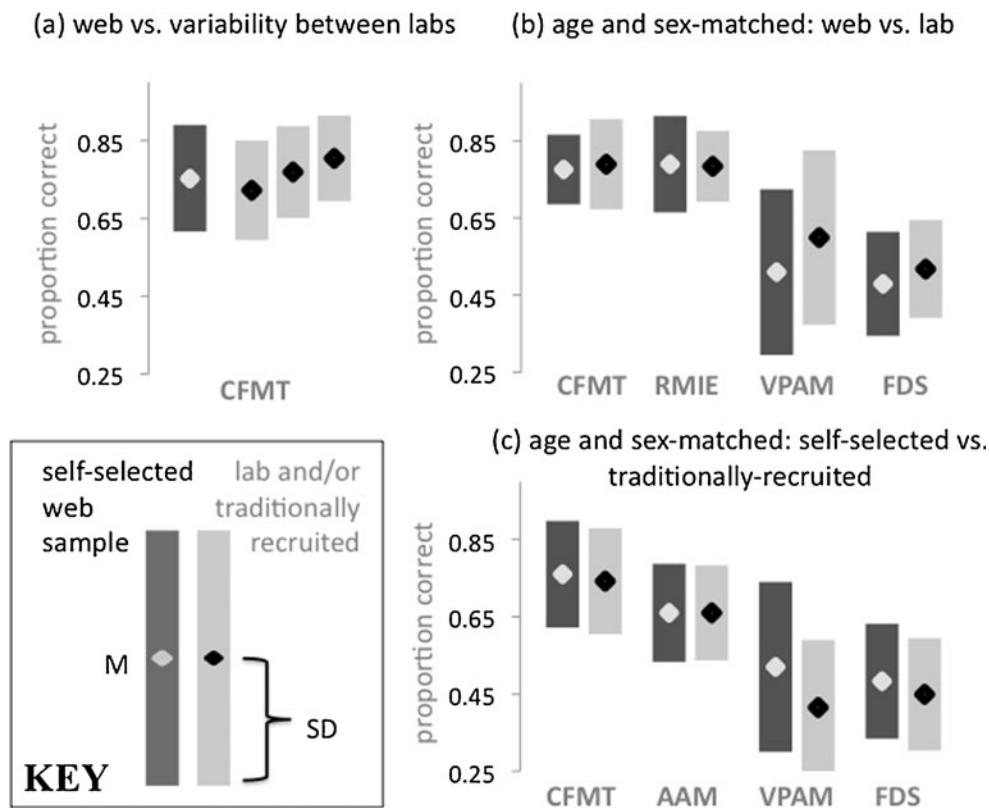 (a) web vs. variability between labs
proportion correct
0.85
0.65
0.45
0.25
CFMT
(b) age and sex-matched: web vs. lab
proportion correct
0.85
0.65
0.45
0.25
CFMT RMIE VPAM FDS
self-selected
web
sample
lab and/or
traditionally
recruited
M
SD
KEY
(c) age and sex-matched: self-selected vs.
traditionally-recruited
proportion correct
0.85
0.65
0.45
0.25
CFMT AAM VPAM FDS